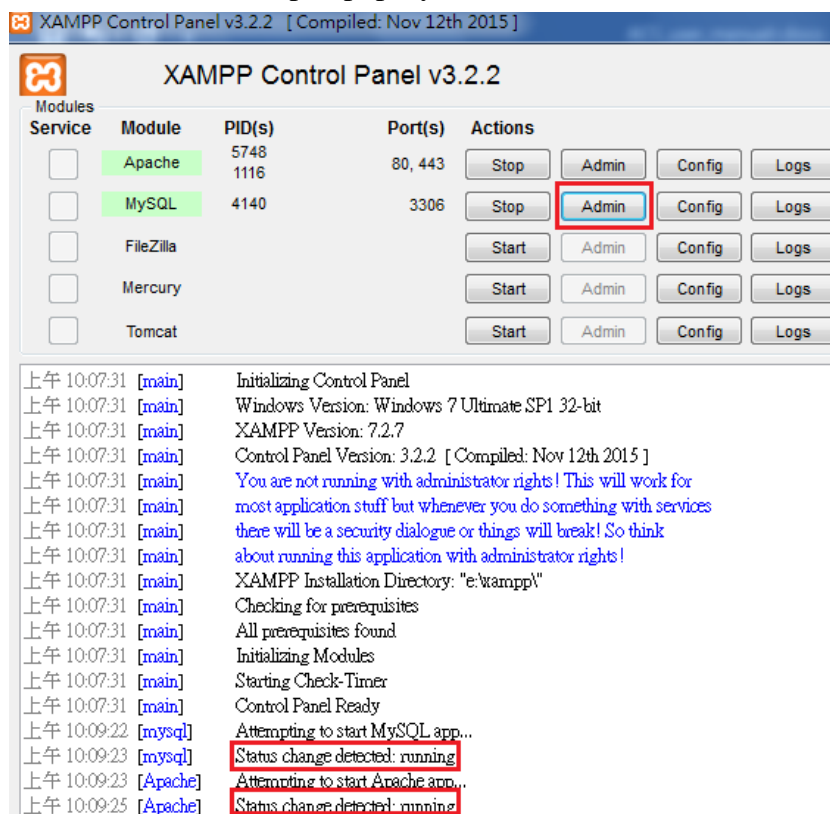 XAMPP Control Panel v3.2.2 [ Compiled: Nov 12th 2015 ]
XAMPP Control Panel v3.2.2
Modules
Service Module PID(s) Port(s) Actions
Apache 5748 1116 80, 443 Stop Admin Config Logs
MySQL 4140 3306 Stop Admin Config Logs
FileZilla Start Admin Config Logs
Mercury Start Admin Config Logs
Tomcat Start Admin Config Logs
上午 10:07:31 [main] Initializing Control Panel
上午 10:07:31 [main] Windows Version: Windows 7 Ultimate SP1 32-bit
上午 10:07:31 [main] XAMPP Version: 7.2.7
上午 10:07:31 [main] Control Panel Version: 3.2.2 [ Compiled: Nov 12th 2015 ]
上午 10:07:31 [main] You are not running with administrator rights! This will work for
上午 10:07:31 [main] most application stuff but whenever you do something with services
上午 10:07:31 [main] there will be a security dialogue or things will break! So think
上午 10:07:31 [main] about running this application with administrator rights!
上午 10:07:31 [main] XAMPP Installation Directory: "e:\xampp\"
上午 10:07:31 [main] Checking for prerequisites
上午 10:07:31 [main] All prerequisites found
上午 10:07:31 [main] Initializing Modules
上午 10:07:31 [main] Starting Check-Timer
上午 10:07:31 [main] Control Panel Ready
上午 10:09:22 [mysql] Attempting to start MySQL app...
上午 10:09:23 [mysql] Status change detected: running
上午 10:09:23 [Apache] Attempting to start Apache app...
上午 10:09:25 [Apache] Status change detected: running